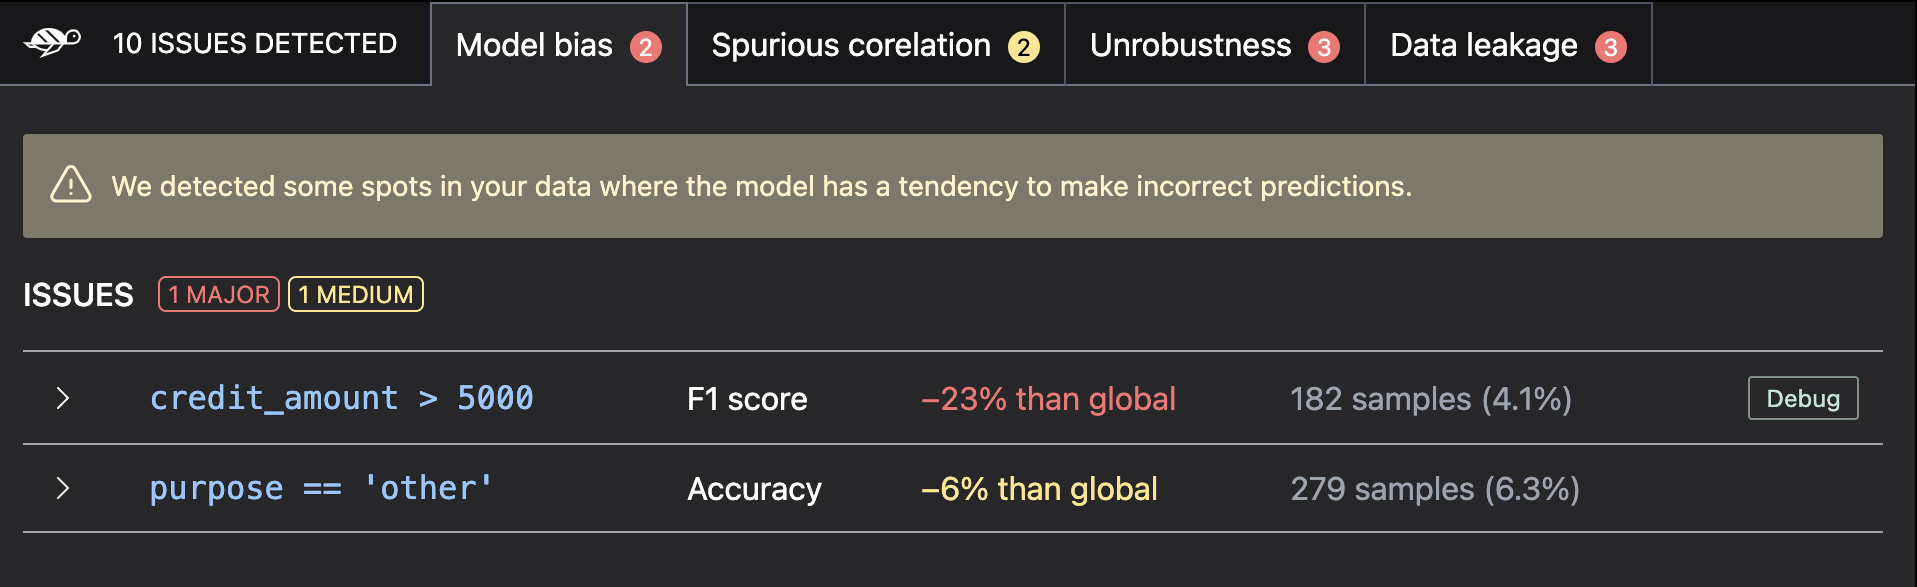 10 ISSUES DETECTED Model bias 2 Spurious corelation 2 Unrobustness 3 Data leakage 3
We detected some spots in your data where the model has a tendency to make incorrect predictions.
ISSUES 1 MAJOR 1 MEDIUM
credit_amount > 5000 F1 score –23% than global 182 samples (4.1%) Debug
purpose == 'other' Accuracy –6% than global 279 samples (6.3%)